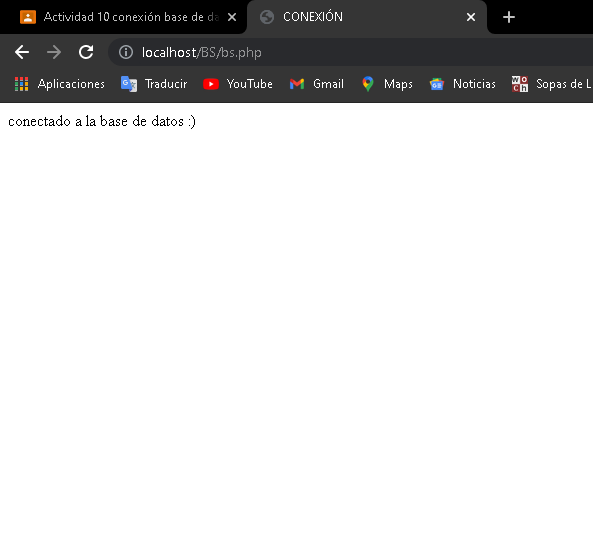 Actividad 10 conexión base de da
CONEXIÓN
localhost/BS/bs.php
Aplicaciones Traducir YouTube Gmail Maps Noticias Sopas de L
conectado a la base de datos :)